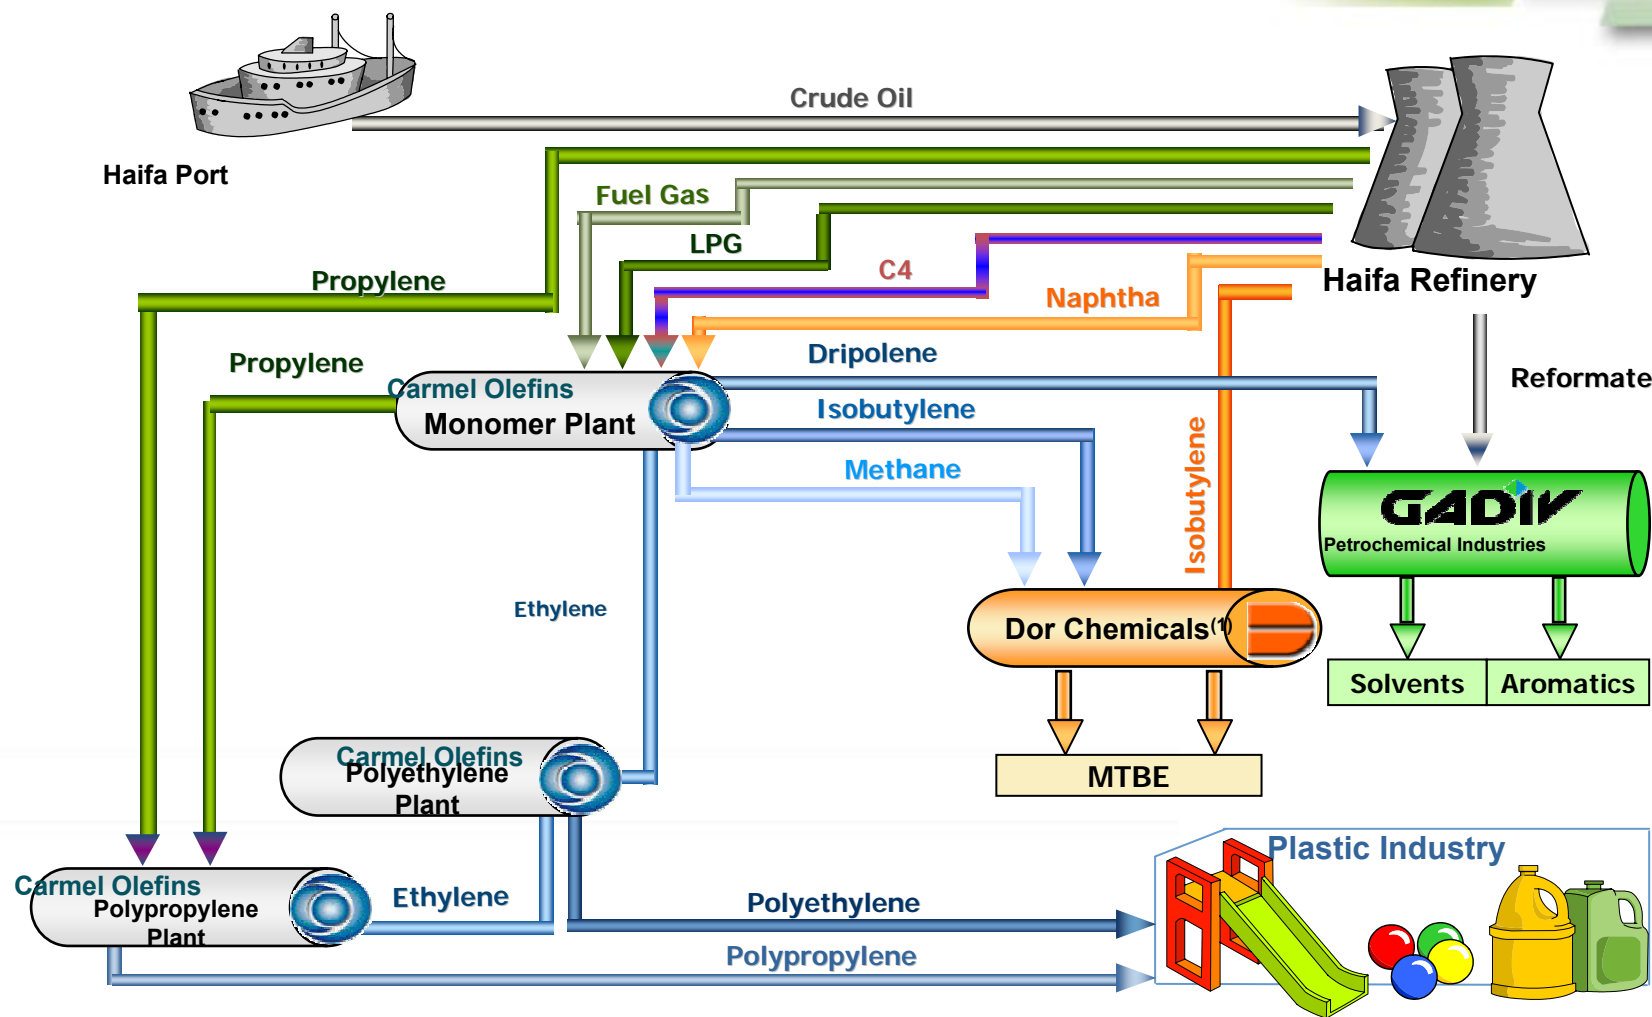 Crude Oil
Haifa Port
Fuel Gas
LPG
C4
Propylene
Naphtha
Haifa Refinery
Propylene
Dripolene
Reformate
Carmel Olefins
Monomer Plant
Isobutylene
Methane
Isobutylene
GADIV
Petrochemical Industries
Ethylene
Dor Chemicals(1)
Solvents
Aromatics
MTBE
Carmel Olefins
Polyethylene
Plant
Plastic Industry
Carmel Olefins
Polypropylene
Plant
Ethylene
Polyethylene
Polypropylene